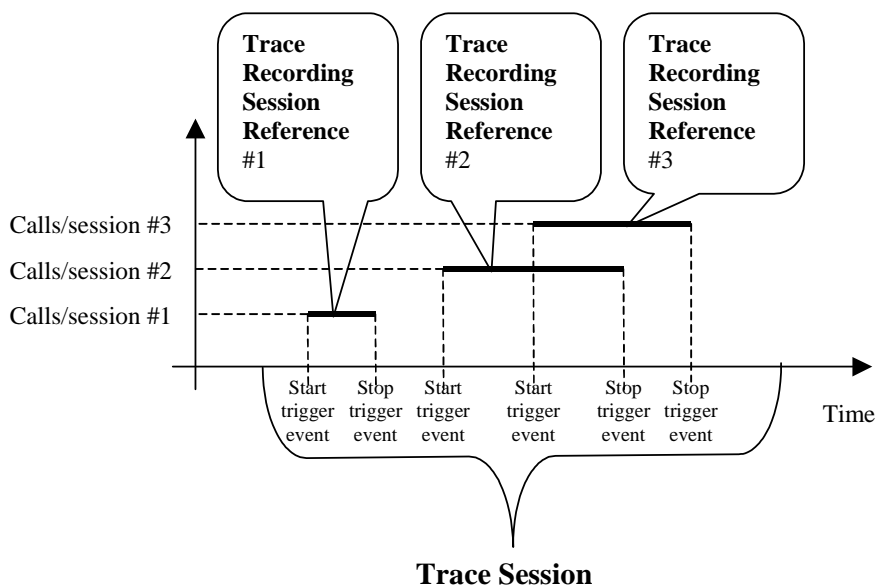 Trace
Recording
Session
Reference
#1
Trace
Recording
Session
Reference
#2
Trace
Recording
Session
Reference
#3
Calls/session #3
Calls/session #2
Calls/session #1
Start
trigger
event
Stop
trigger
event
Start
trigger
event
Start
trigger
event
Stop
trigger
event
Stop
trigger
event
Time
Trace Session